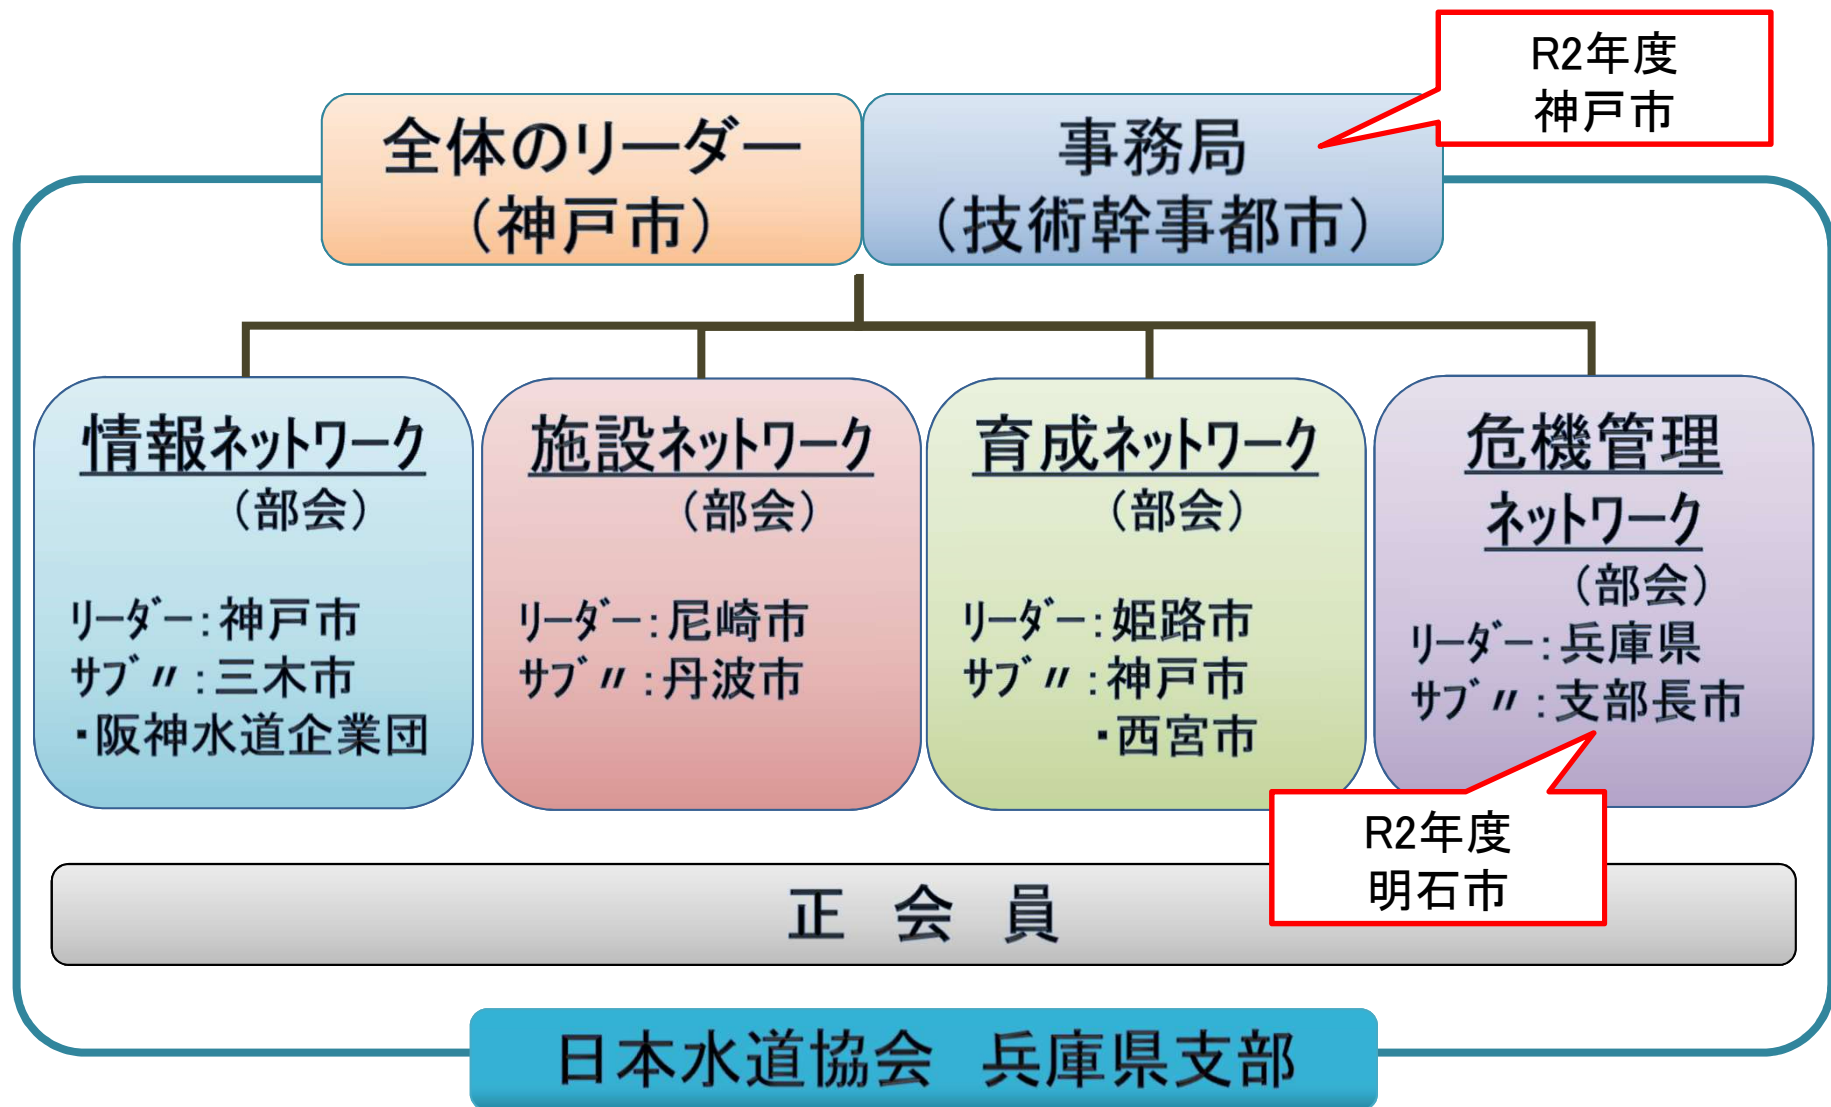 R2年度
神戸市
全体のリーダー
（神戸市）
事務局
（技術幹事都市）
情報ネットワーク
（部会）
リーダー：神戸市
サブ〃：三木市
・阪神水道企業団
施設ネットワーク
（部会）
リーダー：尼崎市
サブ〃：丹波市
育成ネットワーク
（部会）
リーダー：姫路市
サブ〃：神戸市
・西宮市
危機管理
ネットワーク
（部会）
リーダー：兵庫県
サブ〃：支部長市
R2年度
明石市
正　会　員
日本水道協会　兵庫県支部